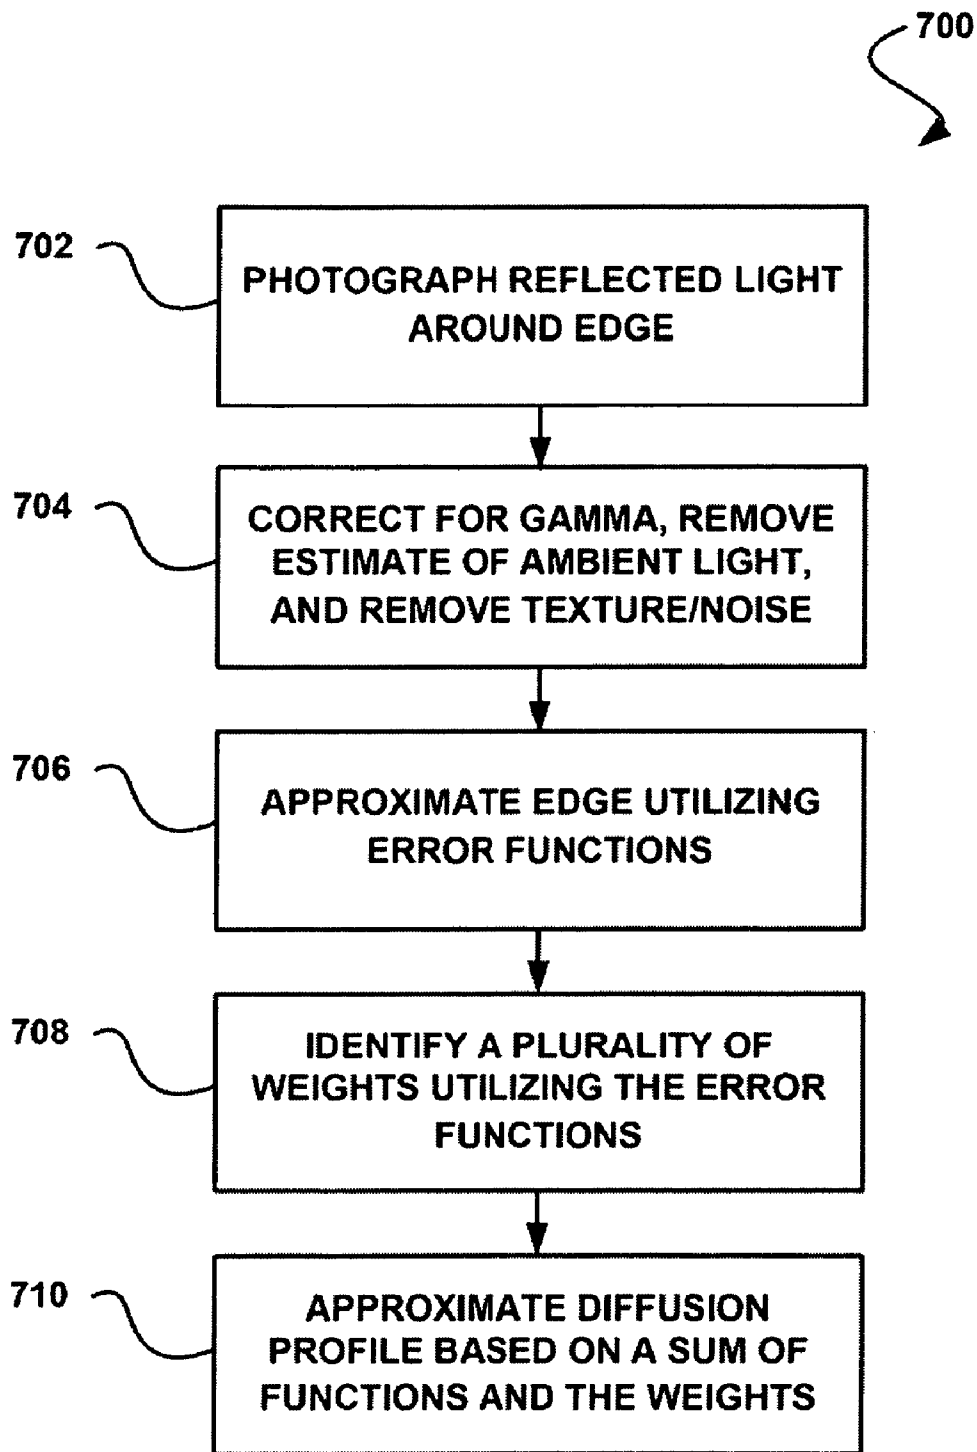 700
702
PHOTOGRAPH REFLECTED LIGHT
AROUND EDGE
704
CORRECT FOR GAMMA, REMOVE
ESTIMATE OF AMBIENT LIGHT,
AND REMOVE TEXTURE/NOISE
706
APPROXIMATE EDGE UTILIZING
ERROR FUNCTIONS
708
IDENTIFY A PLURALITY OF
WEIGHTS UTILIZING THE ERROR
FUNCTIONS
710
APPROXIMATE DIFFUSION
PROFILE BASED ON A SUM OF
FUNCTIONS AND THE WEIGHTS